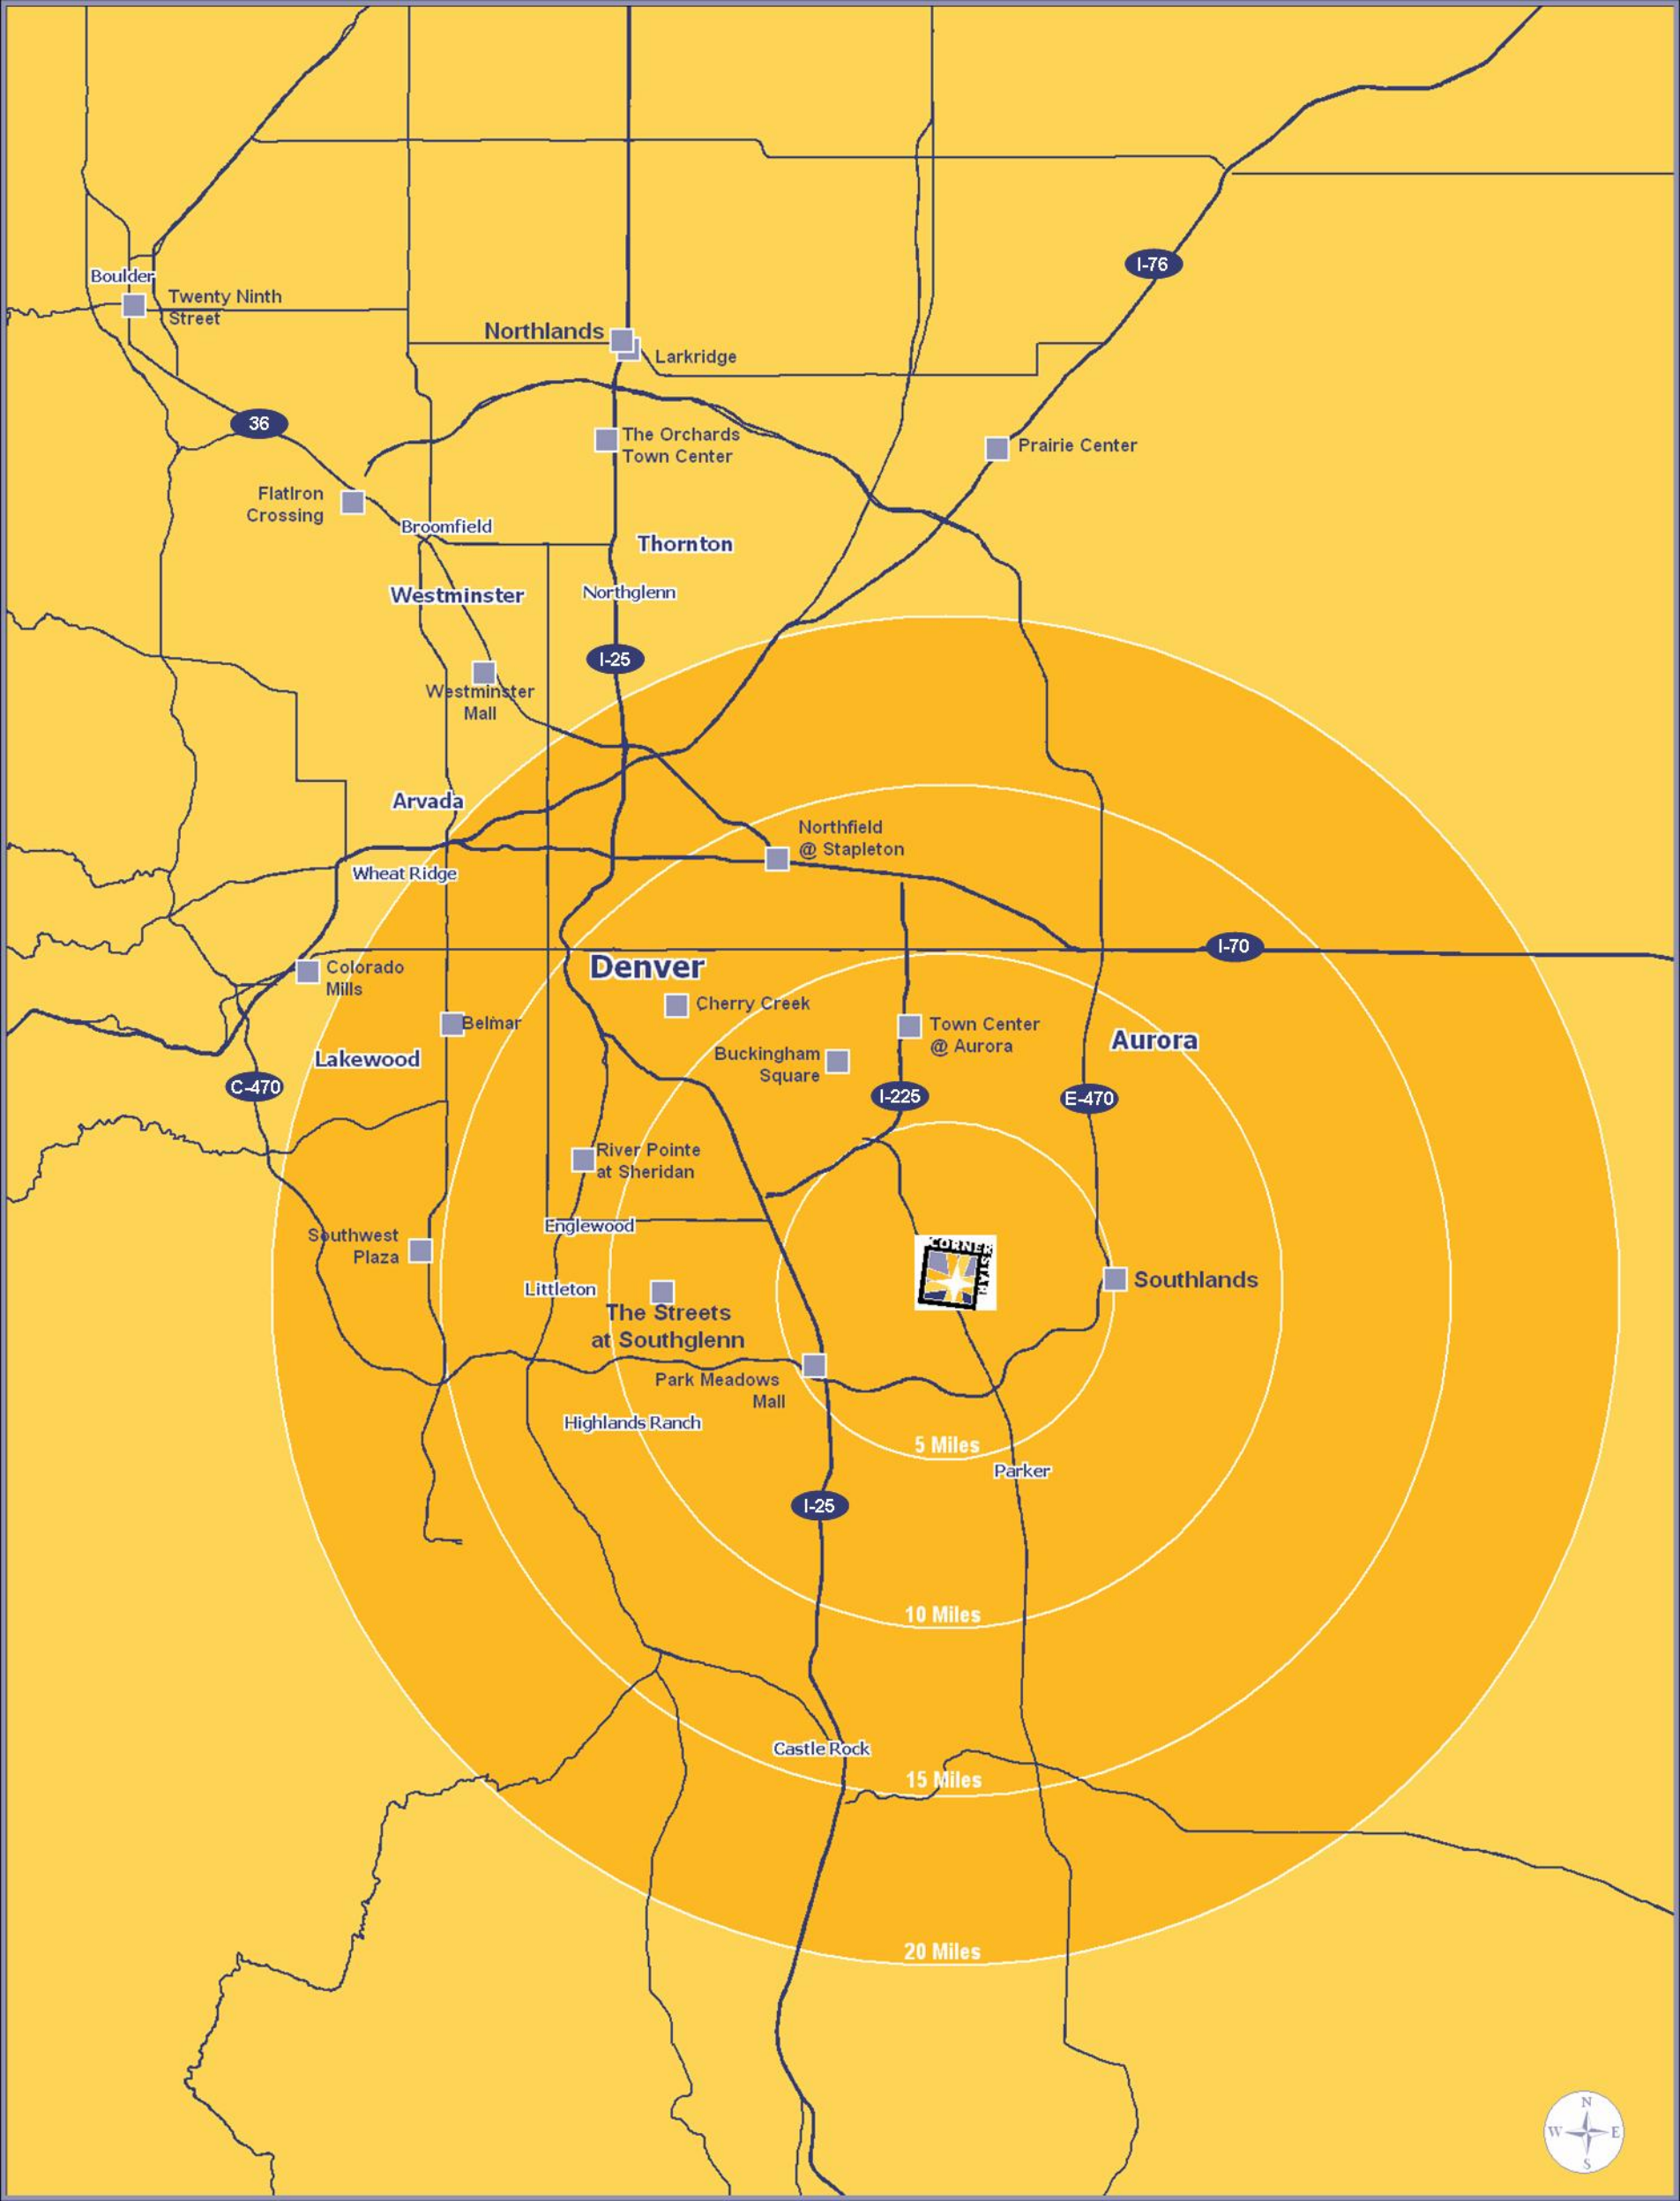 I-76
Boulder
Twenty Ninth
Street
Northlands
Larkridge
36
The Orchards
Town Center
Prairie Center
FlatIron
Crossing
Broomfield
Thornton
Westminster
Northglenn
I-25
Westminster
Mall
Arvada
Northfield
@ Stapleton
Wheat Ridge
I-70
Denver
Colorado
Mills
Cherry Creek
Belmar
Town Center
@ Aurora
Aurora
Lakewood
Buckingham
Square
C-470
I-225
E-470
River Pointe
at Sheridan
Englewood
Southwest
Plaza
CORNER
STAR
Southlands
Littleton
The Streets
at Southglenn
Park Meadows
Mall
Highlands Ranch
5 Miles
Parker
I-25
10 Miles
Castle Rock
15 Miles
20 Miles
N
W E
S